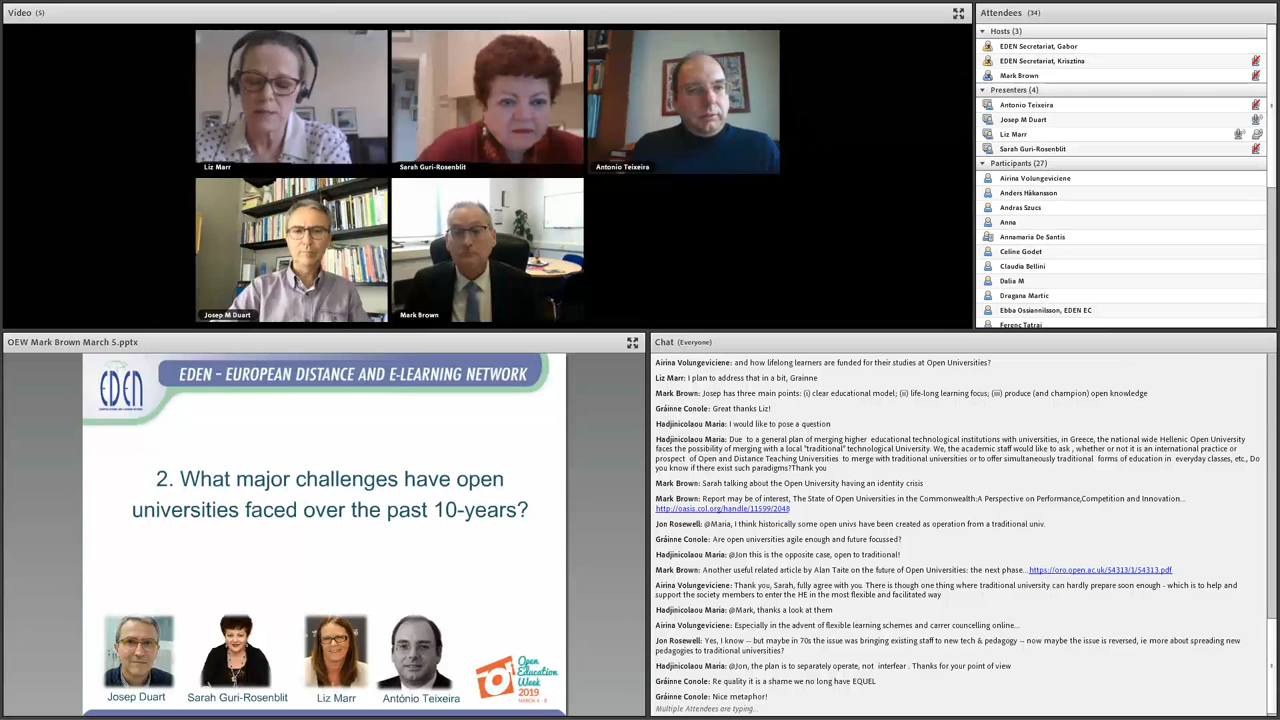 Video (5)
Liz Marr
Sarah Guri-Rosenblit
Antonio Teixeira
Josep M Duart
Mark Brown
Attendees (34)
Hosts (3)
EDEN Secretariat, Gabor
EDEN Secretariat, Krisztina
Mark Brown
Presenters (4)
Antonio Teixeira
Josep M Duart
Liz Marr
Sarah Guri-Rosenblit
Participants (27)
Airina Volungeviciene
Anders Håkansson
Andras Szucs
Anna
Annamaria De Santis
Celine Godet
Claudia Bellini
Dalia M
Dragana Martic
Ebba Ossiannilsson, EDEN EC
Ferenc Tatrai
OEW Mark Brown March 5.pptx
EDEN
EDEN - EUROPEAN DISTANCE AND E-LEARNING NETWORK
2. What major challenges have open
universities faced over the past 10-years?
Josep Duart
Sarah Guri-Rosenblit
Liz Marr
António Teixeira
Open
Education
Week
2019
MARCH 4 - 8
Chat (Everyone)
Airina Volungeviciene: and how lifelong learners are funded for their studies at Open Universities?
Liz Marr: I plan to address that in a bit, Grainne
Mark Brown: Josep has three main points: (i) clear educational model; (ii) life-long learning focus; (iii) produce (and champion) open knowledge
Gráinne Conole: Great thanks Liz!
Hadjinicolaou Maria: I would like to pose a question
Hadjinicolaou Maria: Due to a general plan of merging higher educational technological institutions with universities, in Greece, the national wide Hellenic Open University
faces the possibility of merging with a local "traditional" technological University. We, the academic staff would like to ask , whether or not it is an international practice or
prospect of Open and Distance Teaching Universities to merge with traditional universities or to offer simultaneously traditional forms of education in everyday classes, etc., Do
you know if there exist such paradigms?Thank you
Mark Brown: Sarah talking about the Open University having an identity crisis
Mark Brown: Report may be of interest, The State of Open Universities in the Commonwealth:A Perspective on Performance,Competition and Innovation...
http://oasis.col.org/handle/11599/2048
Jon Rosewell: @Maria, I think historically some open univs have been created as operation from a traditional univ.
Gráinne Conole: Are open universities agile enough and future focussed?
Hadjinicolaou Maria: @Jon this is the opposite case, open to traditional!
Mark Brown: Another useful related article by Alan Taite on the future of Open Universities: the next phase...https://oro.open.ac.uk/54313/1/54313.pdf
Airina Volungeviciene: Thank you, Sarah, fully agree with you. There is though one thing where traditional university can hardly prepare soon enough - which is to help and
support the society members to enter the HE in the most flexible and facilitated way
Hadjinicolaou Maria: @Mark, thanks a look at them
Airina Volungeviciene: Especially in the advent of flexible learning schemes and carrer councelling online...
Jon Rosewell: Yes, I know -- but maybe in 70s the issue was bringing existing staff to new tech & pedagogy -- now maybe the issue is reversed, ie more about spreading new
pedagogies to traditional universities?
Hadjinicolaou Maria: @Jon, the plan is to separately operate, not interfear . Thanks for your point of view
Gráinne Conole: Re quality it is a shame we no long have EQUEL
Gráinne Conole: Nice metaphor!
Multiple Attendees are typing...